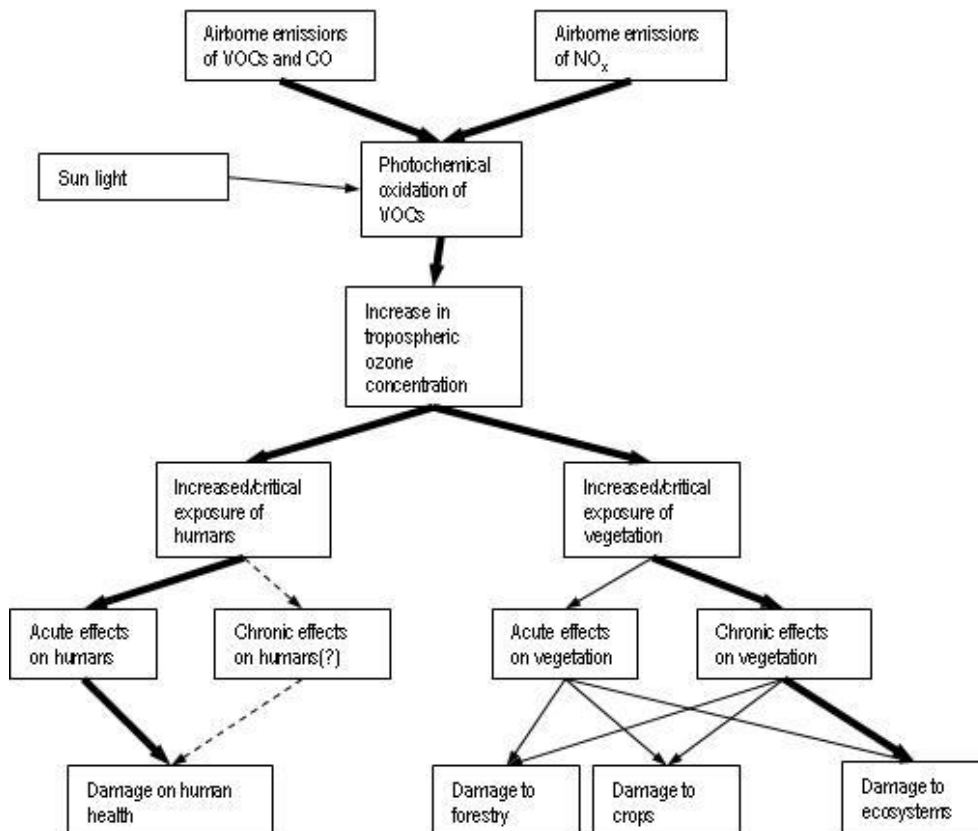 Airborne emissions
of VOCs and CO
Airborne emissions
of NOx
Sun light
Photochemical
oxidation of
VOCs
Increase in
tropospheric
ozone
concentration
Increased/critical
exposure of
humans
Increased/critical
exposure of
vegetation
Acute effects
on humans
Chronic effects
on humans(?)
Acute effects
on vegetation
Chronic effects
on vegetation
Damage on human
health
Damage to
forestry
Damage to
crops
Damage to
ecosystems